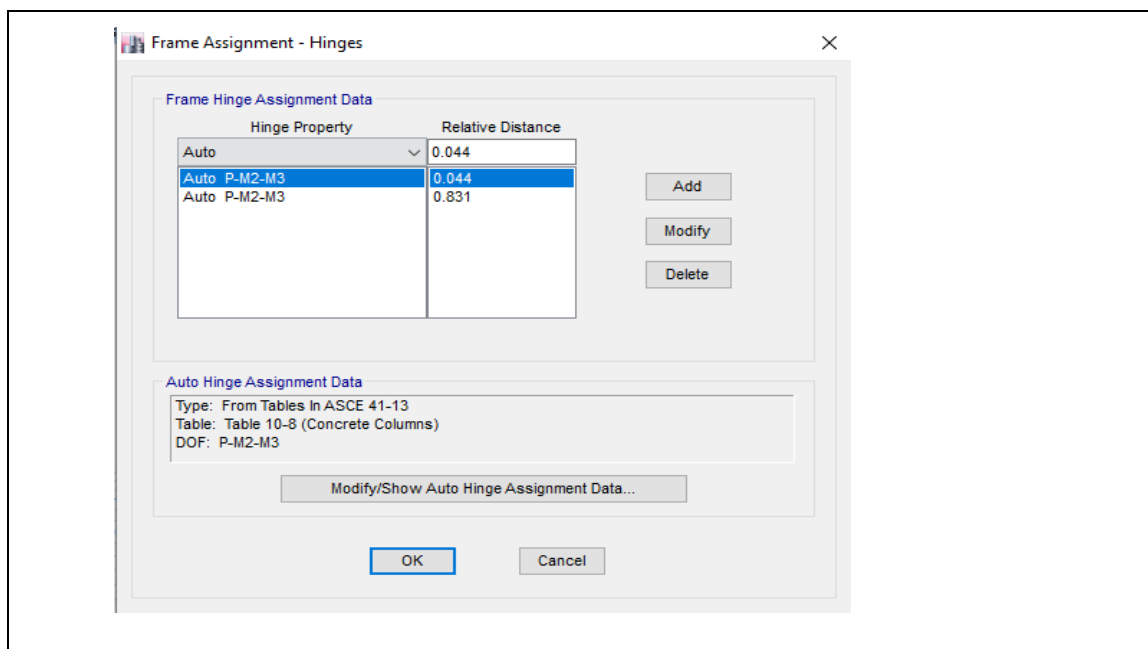 Frame Assignment - Hinges
Frame Hinge Assignment Data
Hinge Property Relative Distance
Auto 0.044
Auto P-M2-M3 0.044
Auto P-M2-M3 0.831
Add
Modify
Delete
Auto Hinge Assignment Data
Type: From Tables In ASCE 41-13
Table: Table 10-8 (Concrete Columns)
DOF: P-M2-M3
Modify/Show Auto Hinge Assignment Data...
OK Cancel